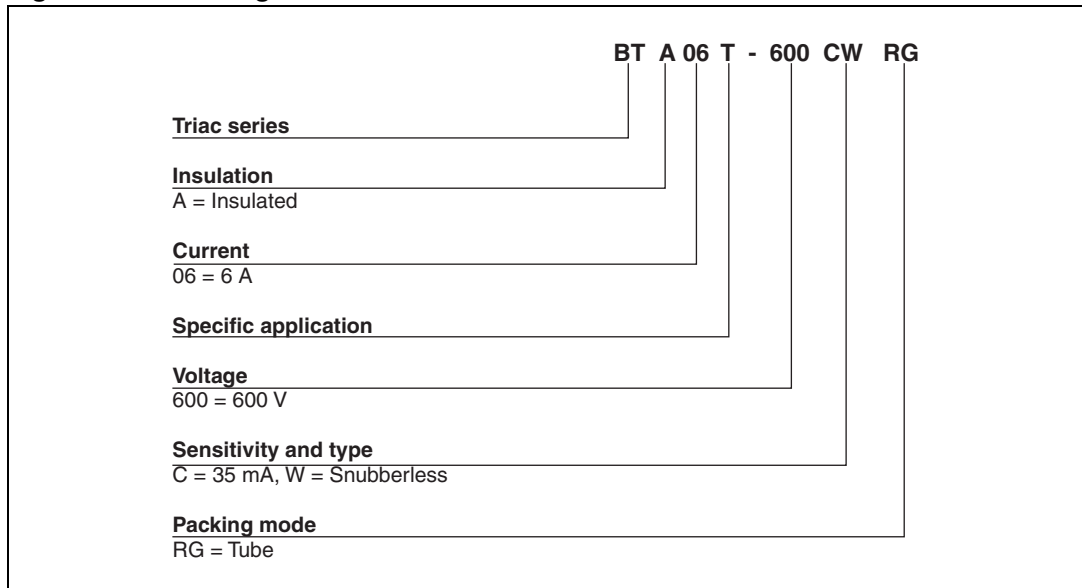 BT A 06 T - 600 CW RG
Triac series
Insulation
A = Insulated
Current
06 = 6 A
Specific application
Voltage
600 = 600 V
Sensitivity and type
C = 35 mA, W = Snubberless
Packing mode
RG = Tube